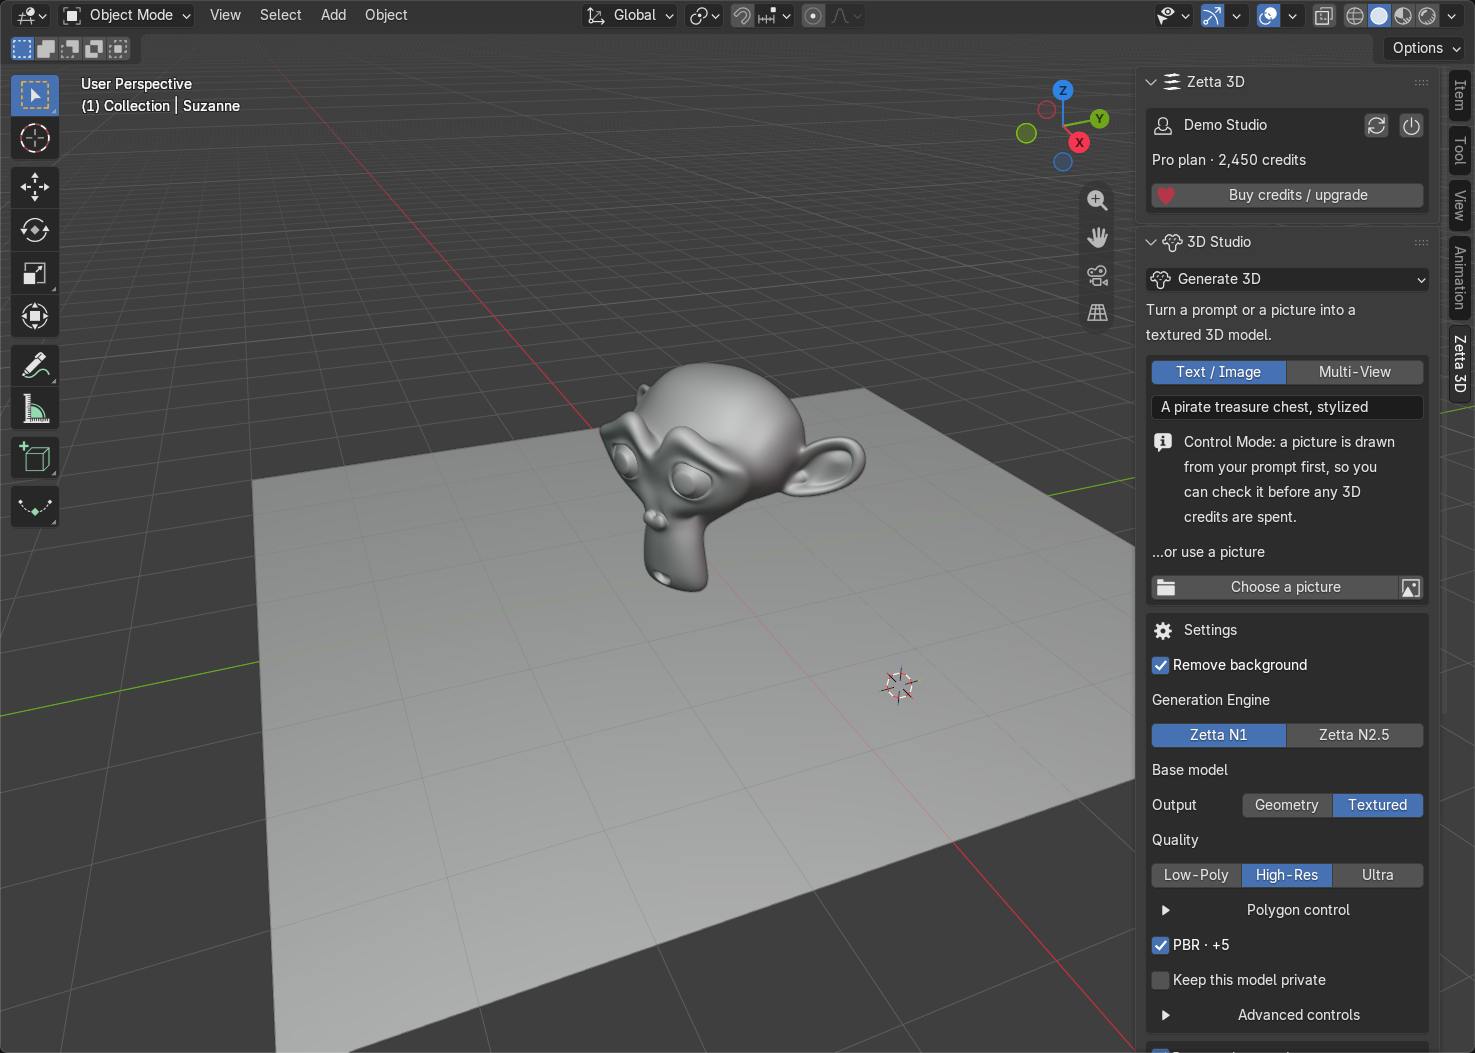 Object Mode
View
Select
Add
Object
Global
Options
User Perspective
(1) Collection | Suzanne
Z
Y
X
Zetta 3D
Demo Studio
Pro plan · 2,450 credits
Buy credits / upgrade
3D Studio
Generate 3D
Turn a prompt or a picture into a
textured 3D model.
Text / Image
Multi-View
A pirate treasure chest, stylized
Control Mode: a picture is drawn
from your prompt first, so you
can check it before any 3D
credits are spent.
...or use a picture
Choose a picture
Settings
Remove background
Generation Engine
Zetta N1
Zetta N2.5
Base model
Output
Geometry
Textured
Quality
Low-Poly
High-Res
Ultra
Polygon control
PBR · +5
Keep this model private
Advanced controls
Item
Tool
View
Animation
Zetta 3D